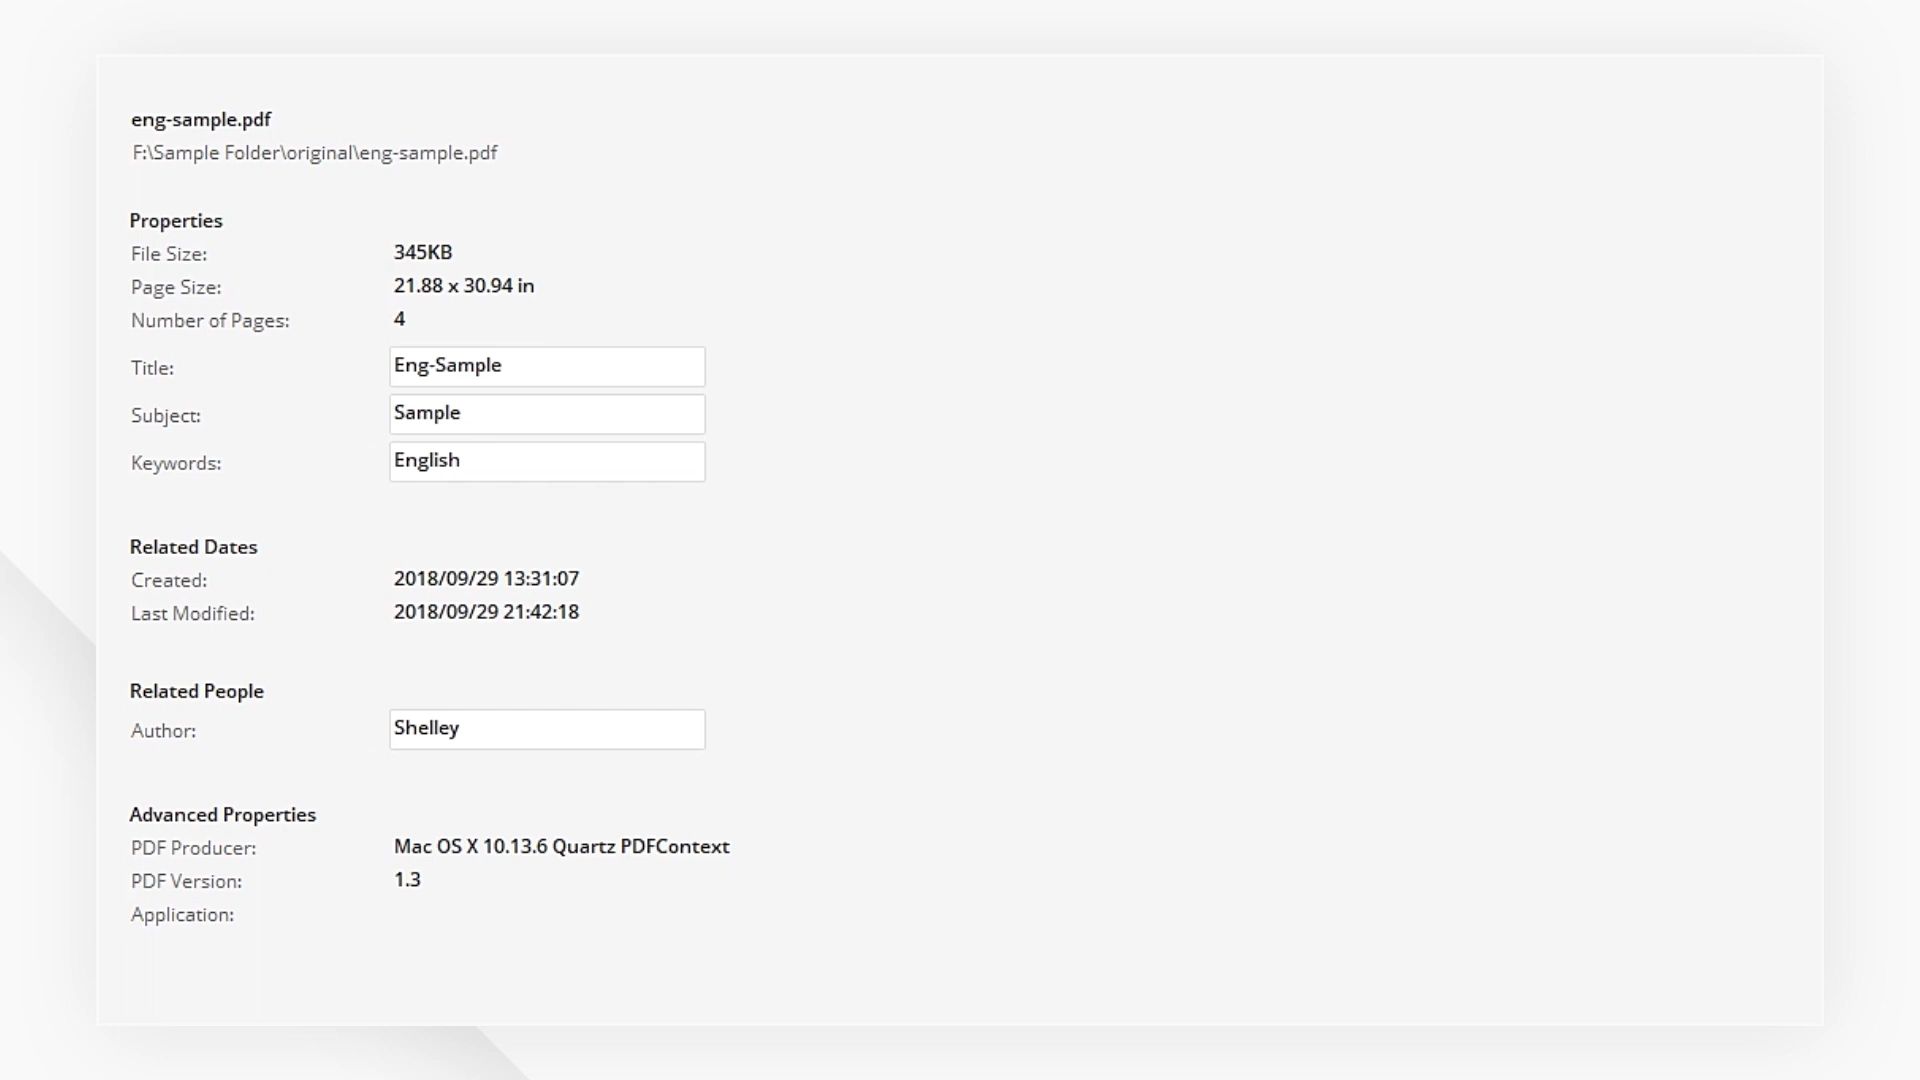 eng-sample.pdf
F:\Sample Folder\original\eng-sample.pdf
Properties
File Size: 345KB
Page Size: 21.88 x 30.94 in
Number of Pages: 4
Title: Eng-Sample
Subject: Sample
Keywords: English
Related Dates
Created: 2018/09/29 13:31:07
Last Modified: 2018/09/29 21:42:18
Related People
Author: Shelley
Advanced Properties
PDF Producer: Mac OS X 10.13.6 Quartz PDFContext
PDF Version: 1.3
Application: